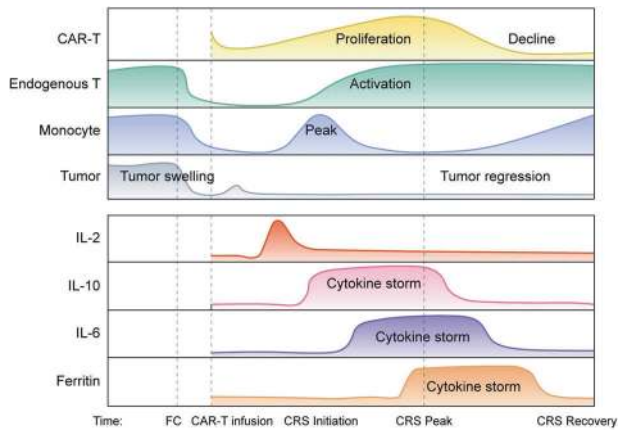 CAR-T Proliferation Decline
Endogenous T Activation
Monocyte Peak
Tumor Tumor swelling Tumor regression
IL-2
IL-10 Cytokine storm
IL-6 Cytokine storm
Ferritin Cytokine storm
Time: FC CAR-T infusion CRS Initiation CRS Peak CRS Recovery